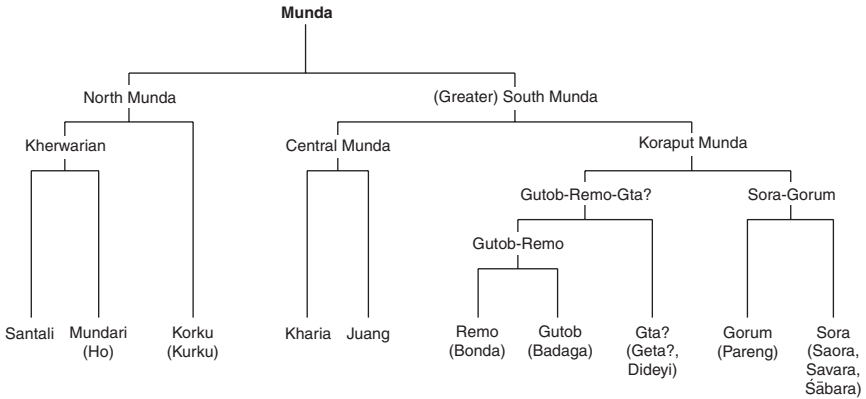 Munda
North Munda
(Greater) South Munda
Kherwarian
Central Munda
Koraput Munda
Gutob-Remo-Gta?
Sora-Gorum
Gutob-Remo
Santali
Mundari
(Ho)
Korku
(Kurku)
Kharia
Juang
Remo
(Bonda)
Gutob
(Badaga)
Gta?
(Geta?,
Dideyi)
Gorum
(Pareng)
Sora
(Saora,
Savara,
Śābara)